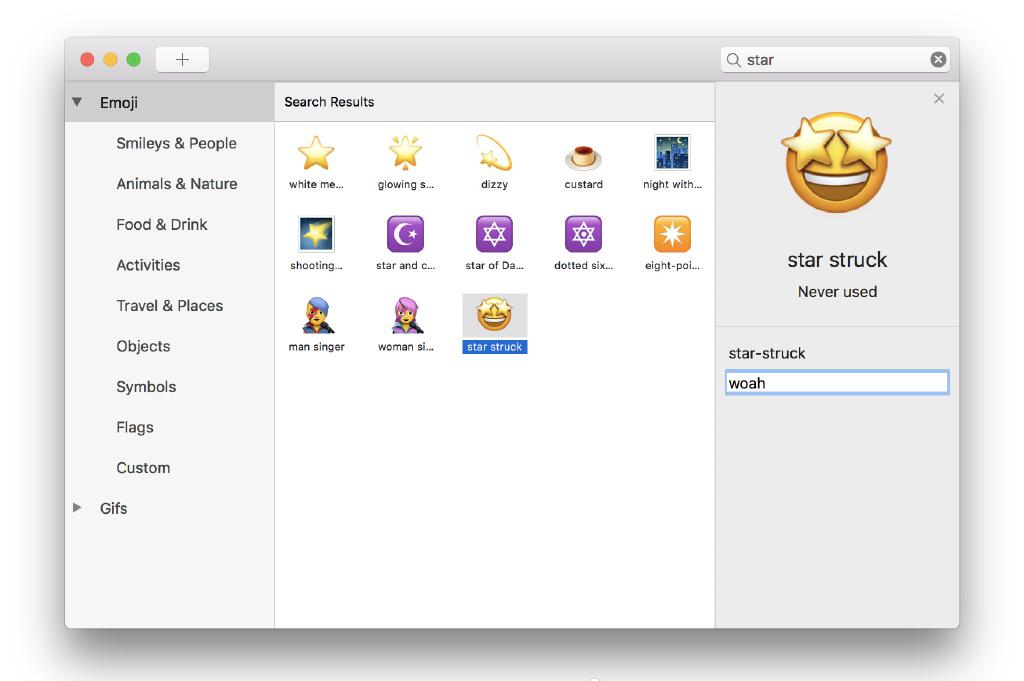 star
Emoji
Smileys & People
Animals & Nature
Food & Drink
Activities
Travel & Places
Objects
Symbols
Flags
Custom
Gifs
Search Results
white me...
glowing s...
dizzy
custard
night with...
shooting...
star and c...
star of Da...
dotted six...
eight-poi...
man singer
woman si...
star struck
star struck
Never used
star-struck
woah